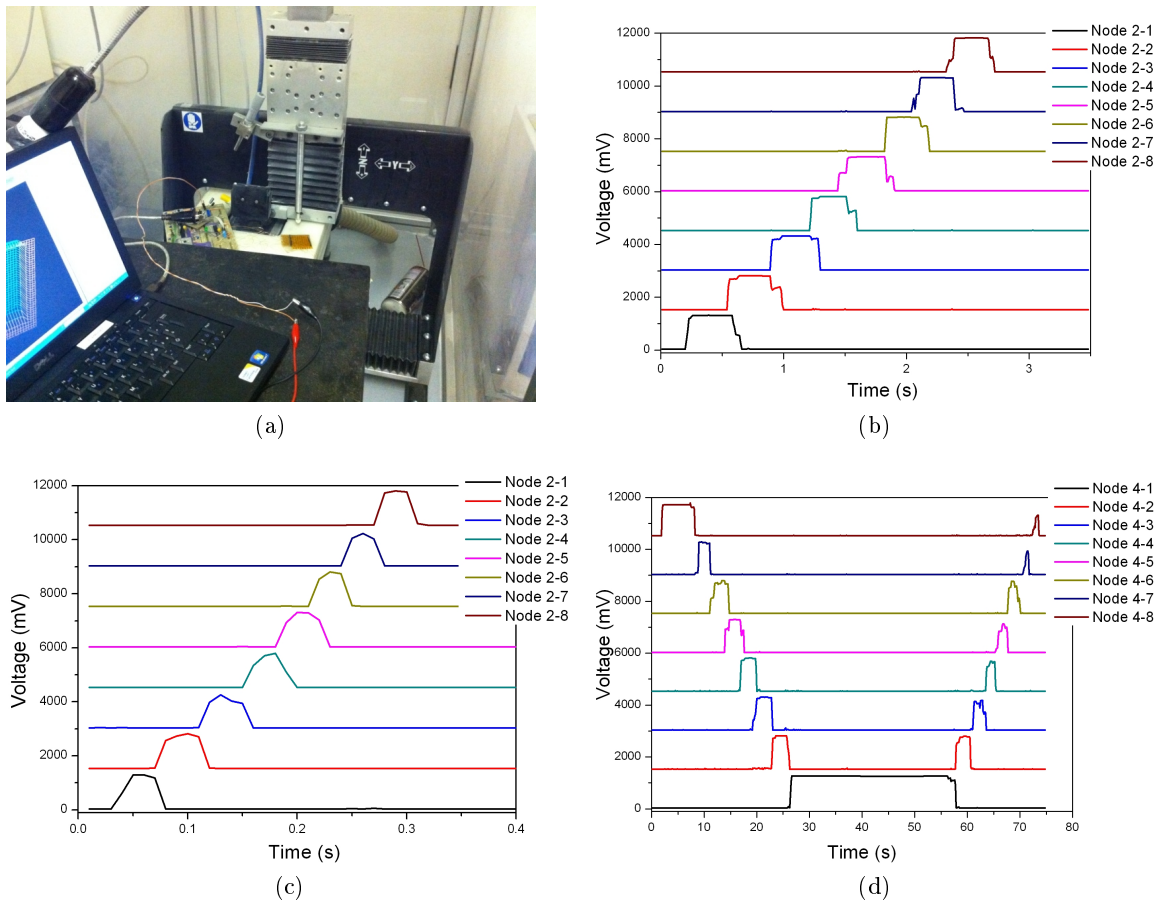 DELL
N
Y
(a)
Node 2-1
Node 2-2
Node 2-3
Node 2-4
Node 2-5
Node 2-6
Node 2-7
Node 2-8
12000
10000
8000
6000
4000
2000
0
Voltage (mV)
0 1 2 3
Time (s)
(b)
Node 2-1
Node 2-2
Node 2-3
Node 2-4
Node 2-5
Node 2-6
Node 2-7
Node 2-8
12000
10000
8000
6000
4000
2000
0
Voltage (mV)
0.0 0.1 0.2 0.3 0.4
Time (s)
(c)
Node 4-1
Node 4-2
Node 4-3
Node 4-4
Node 4-5
Node 4-6
Node 4-7
Node 4-8
12000
10000
8000
6000
4000
2000
0
Voltage (mV)
0 10 20 30 40 50 60 70 80
Time (s)
(d)